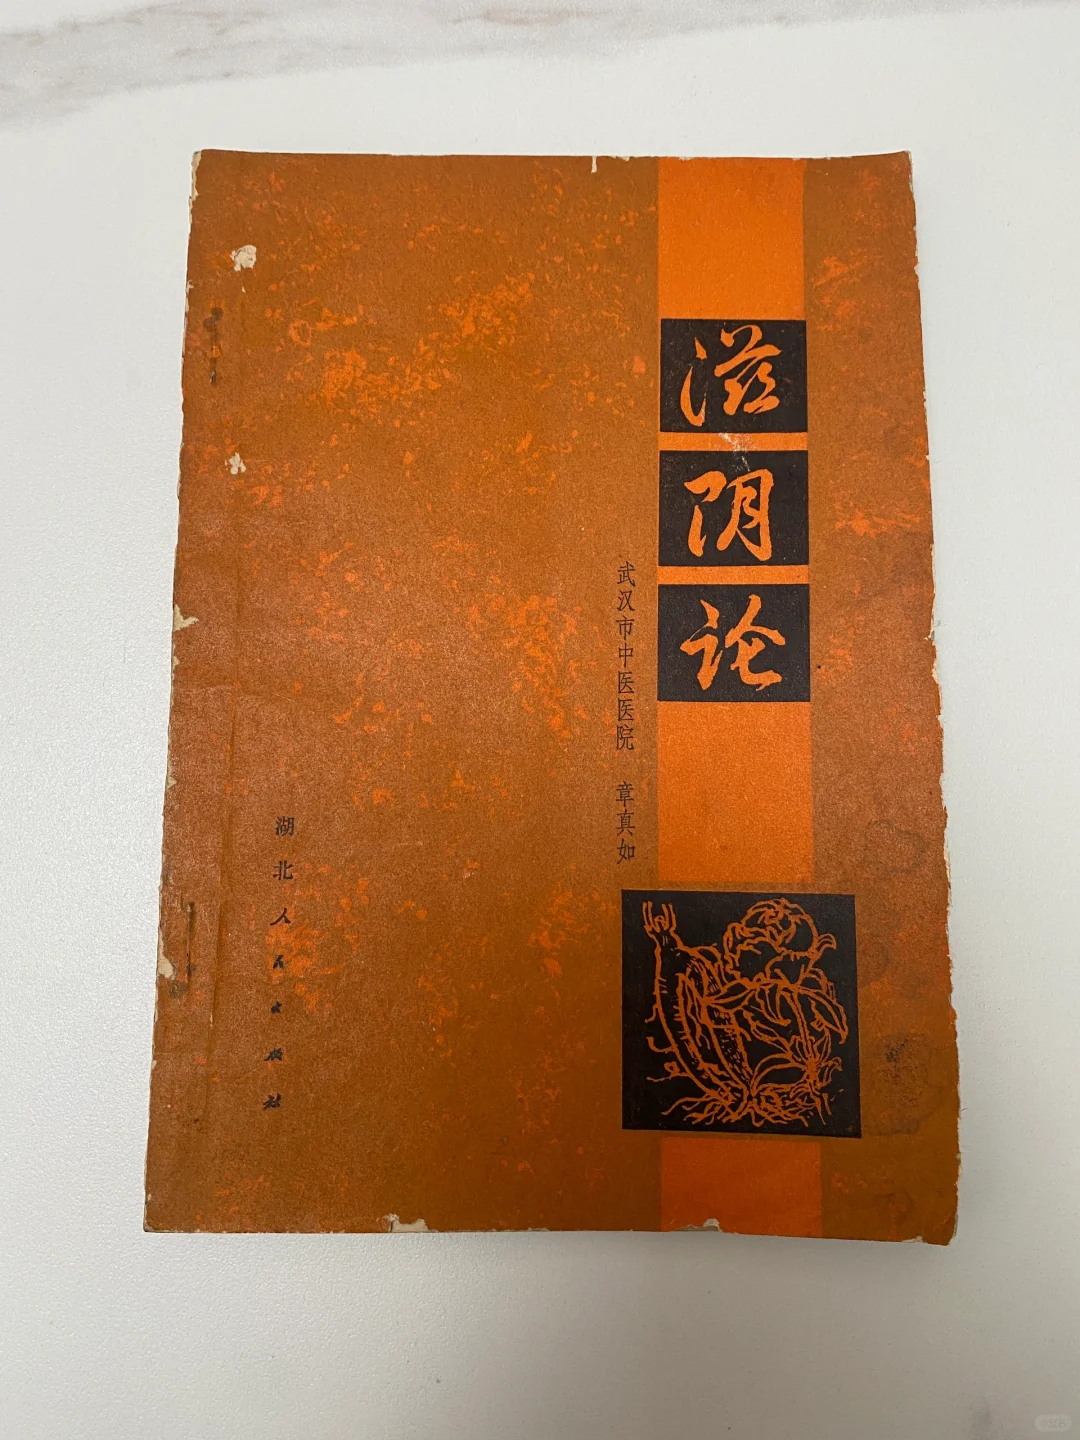 滋阴论
武汉市中医医院 章真如
湖北人民出版社